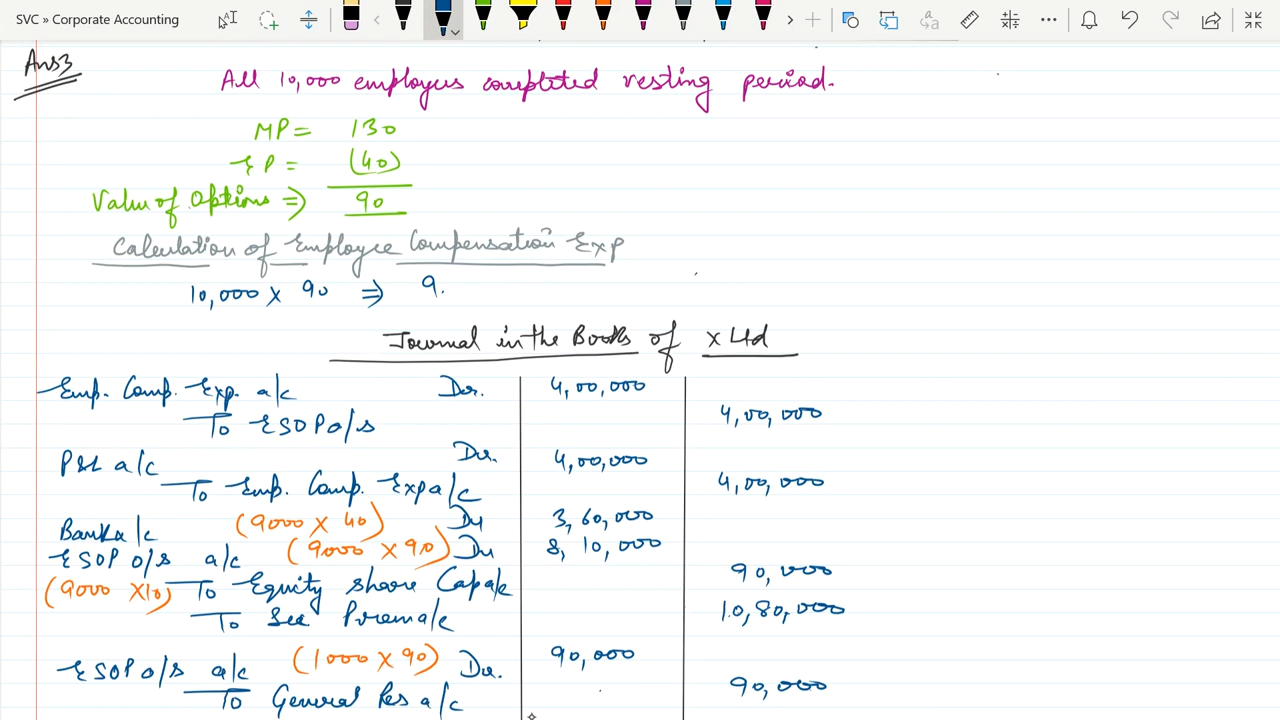 SVC » Corporate Accounting
Ans3
All 10,000 employees completed vesting period.
MP = 130
EP = (40)
Value of Options ⇒ 90
Calculation of Employee Compensation Exp
10,000 x 90 ⇒ 9.
Journal in the Books of x Ltd
Emp. Comp. Exp. a/c Dr. 4,00,000
To ESOP o/s 4,00,000
P&L a/c Dr. 4,00,000
To Emp. Comp. Exp a/c 4,00,000
Bank a/c (9000 x 40) Dr 3,60,000
ESOP o/s a/c (9000 x 90) Dr 8,10,000
(9000 x10) To Equity share Cap a/c 90,000
To Sec Prem a/c 10,80,000
ESOP o/s a/c (1000 x 90) Dr. 90,000
To General Res a/c 90,000